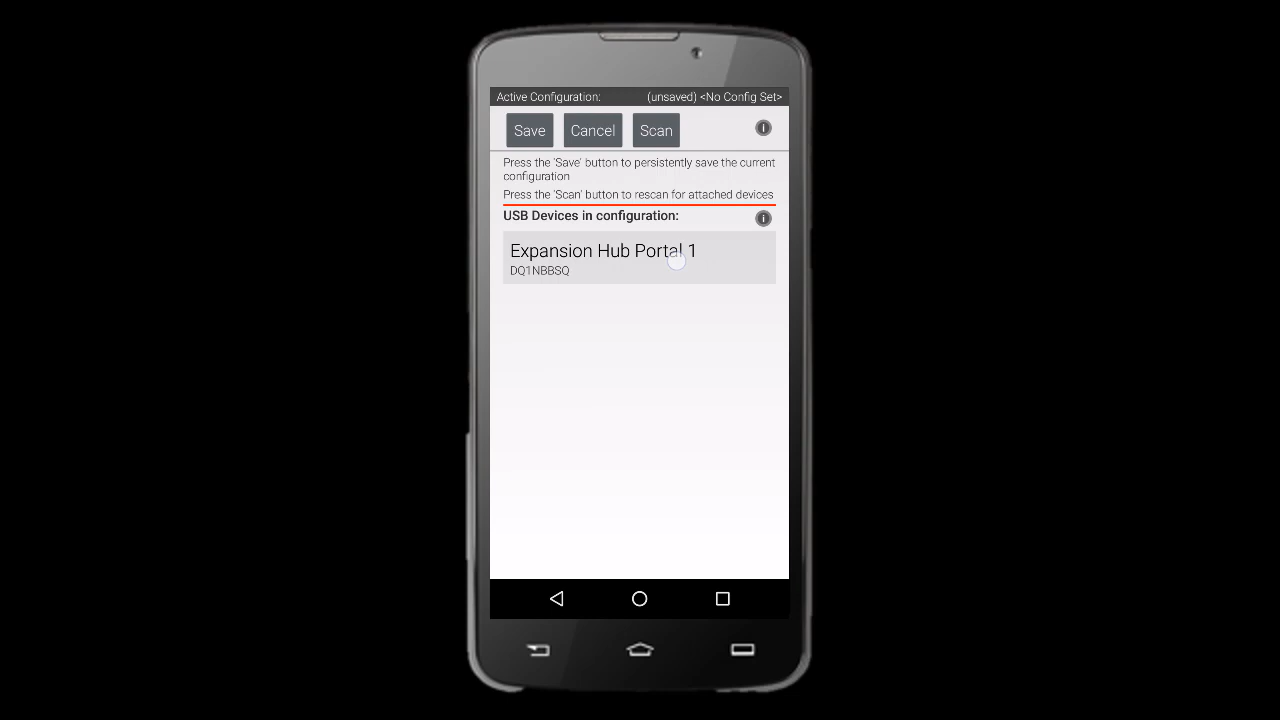 Active Configuration: (unsaved) <No Config Set>
Save Cancel Scan
Press the 'Save' button to persistently save the current
configuration
Press the 'Scan' button to rescan for attached devices
USB Devices in configuration:
Expansion Hub Portal 1
DQ1NBBSQ